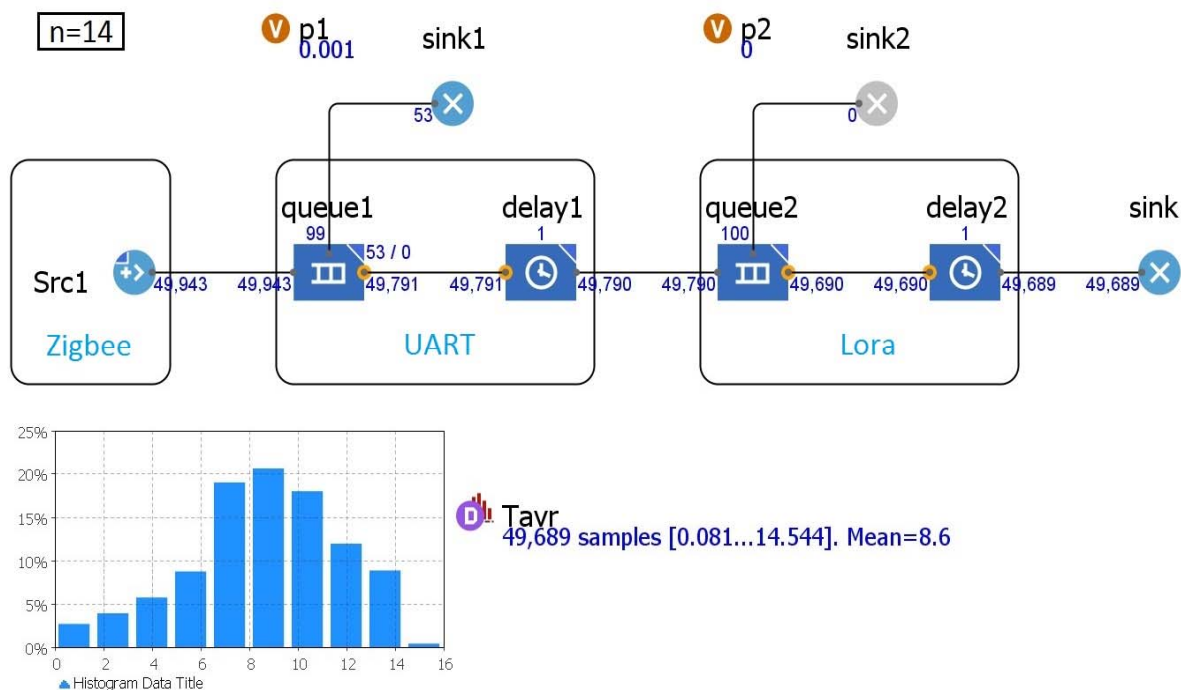 n=14
V p1
0.001
sink1
V p2
0
sink2
53
0
queue1
delay1
queue2
delay2
sink
99
53 / 0
1
100
1
Src1
49,943
49,943
49,791
49,791
49,790
49,790
49,690
49,690
49,689
49,689
Zigbee
UART
Lora
25%
20%
15%
10%
5%
0%
0 2 4 6 8 10 12 14 16
Histogram Data Title
D Tavr
49,689 samples [0.081...14.544]. Mean=8.6